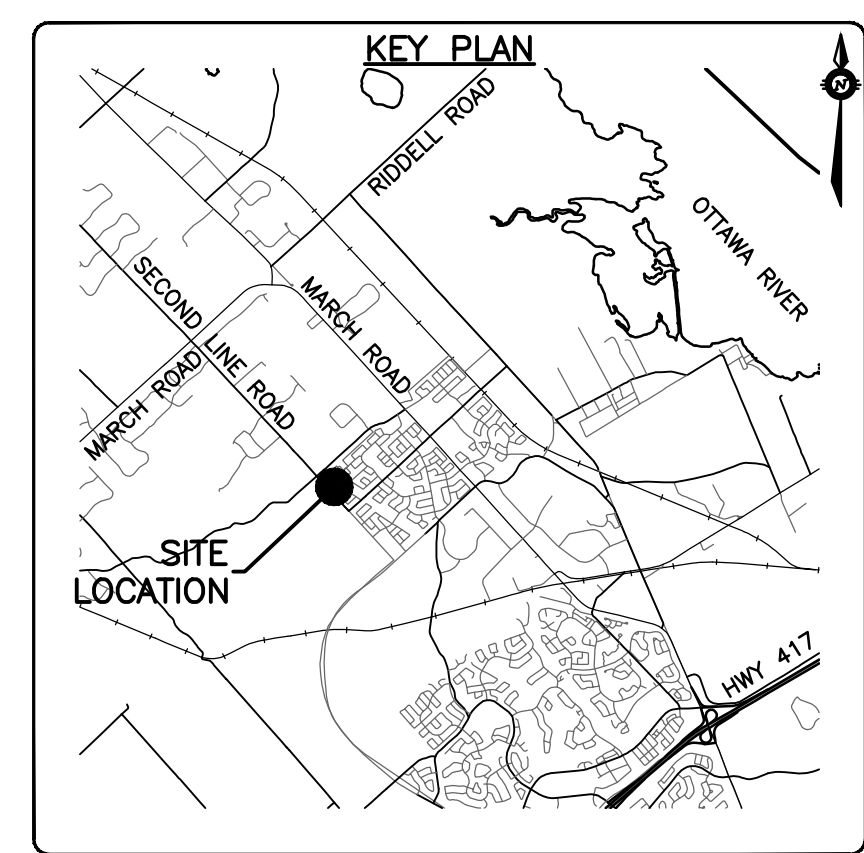 KEY PLAN
N
RIDDELL ROAD
OTTAWA RIVER
SECOND LINE ROAD
MARCH ROAD
MARCH ROAD
SITE
LOCATION
HWY 417